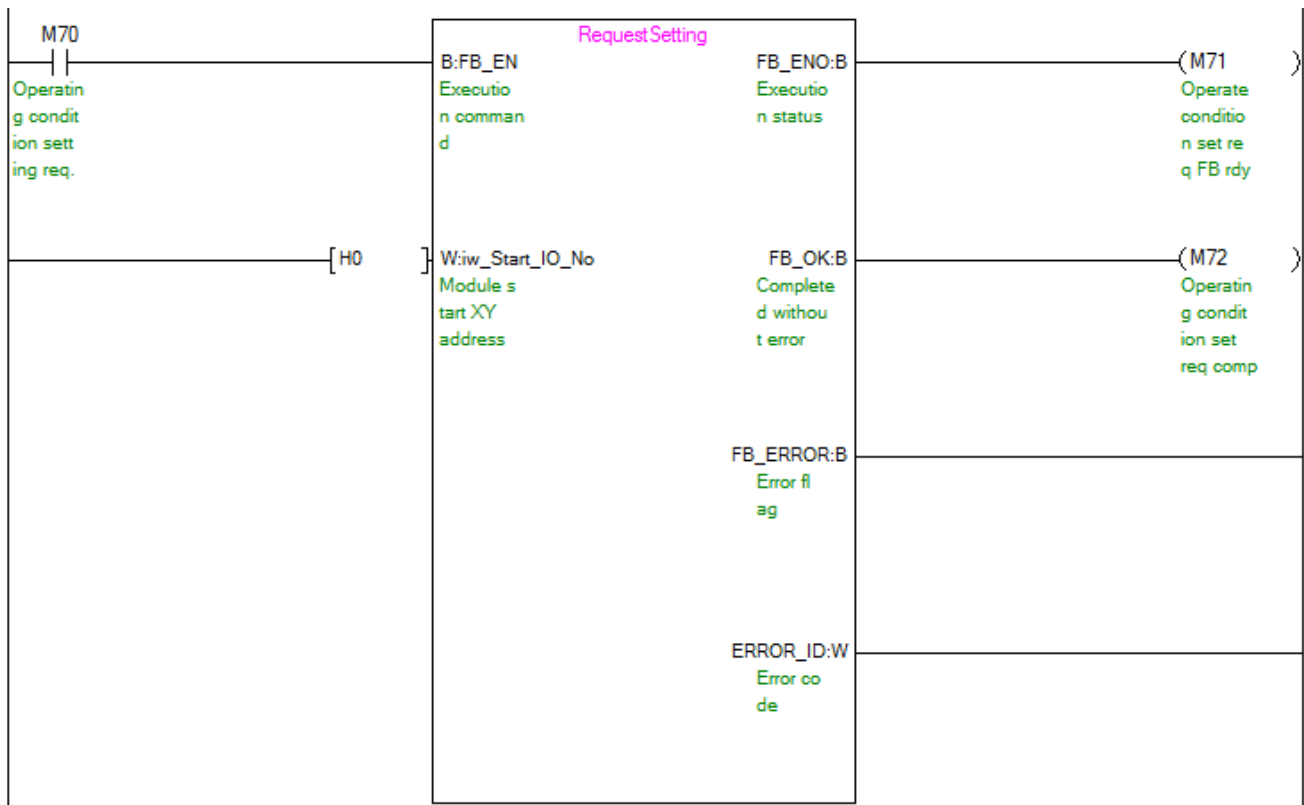 M70
RequestSetting
B:FB_EN
FB_ENO:B
(M71 )
Operatin
g condit
ion sett
ing req.
Executio
n comman
d
Executio
n status
Operate
conditio
n set re
q FB rdy
[ H0 ]
W:iw_Start_IO_No
FB_OK:B
(M72 )
Module s
tart XY
address
Complete
d withou
t error
Operatin
g condit
ion set
req comp
FB_ERROR:B
Error fl
ag
ERROR_ID:W
Error co
de